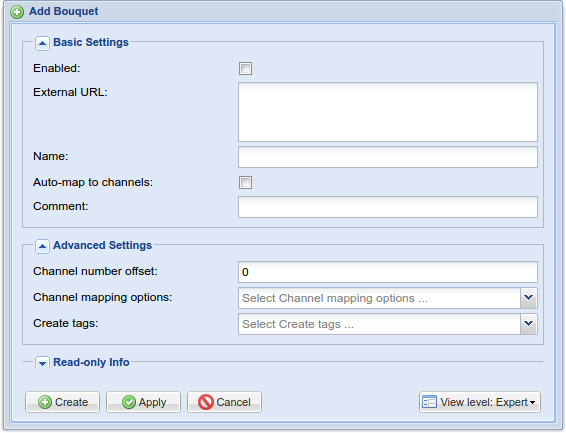 Add Bouquet
Basic Settings
Enabled:
External URL:
Name:
Auto-map to channels:
Comment:
Advanced Settings
Channel number offset: 0
Channel mapping options: Select Channel mapping options ...
Create tags: Select Create tags ...
Read-only Info
Create Apply Cancel View level: Expert